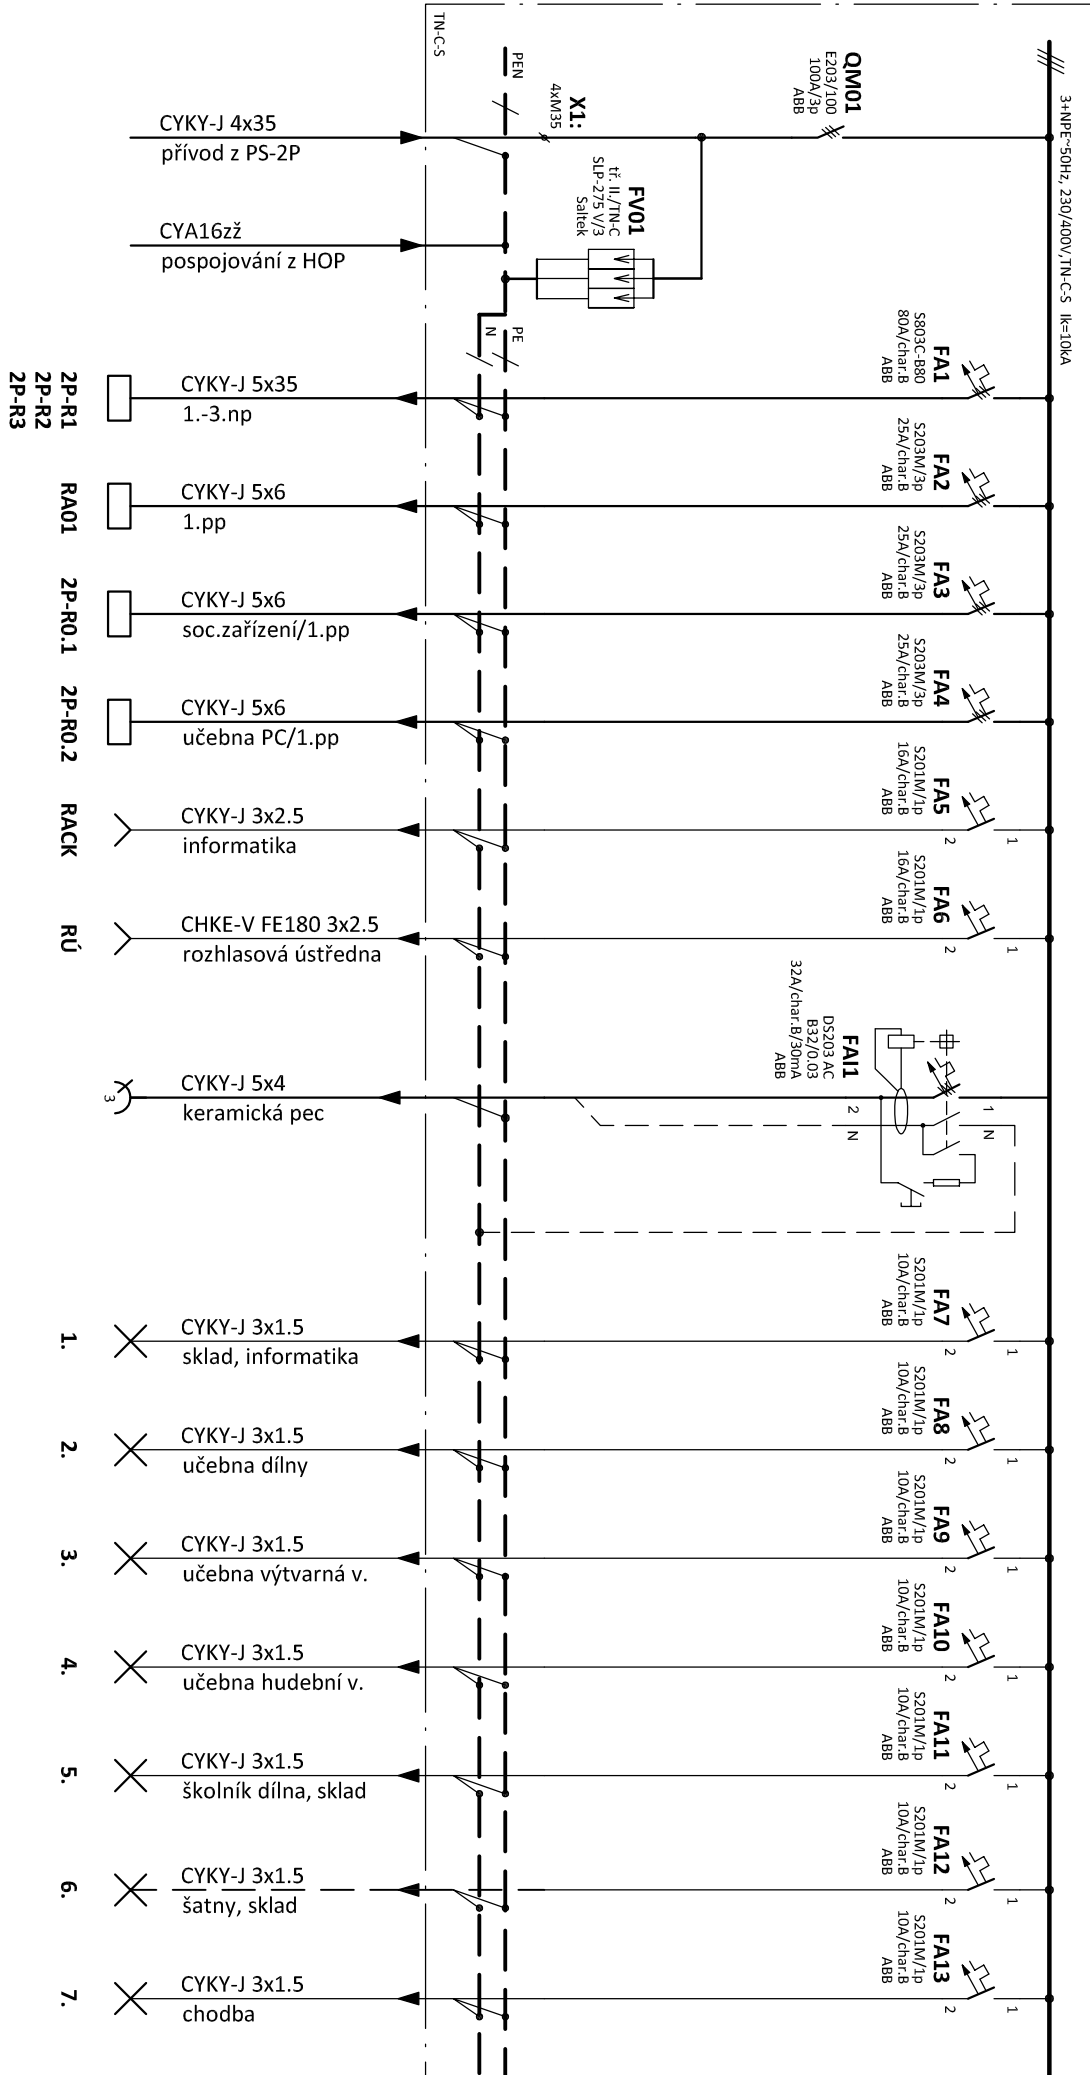 TN-C-S
3+NPE~50Hz, 230/400V,TN-C-S Ik=10kA
PEN
X1:
4xM35
QM01
E203/100
100A/3p
ABB
CYKY-J 4x35
přívod z PS-2P
FV01
tř. II./TN-C
SLP-275 V/3
Saltek
CYA16zž
pospojování z HOP
PE
N
FA1
S803C-B80
80A/char.B
ABB
CYKY-J 5x35
1.-3.np
2P-R1
2P-R2
2P-R3
FA2
S203M/3p
25A/char.B
ABB
CYKY-J 5x6
1.pp
RA01
FA3
S203M/3p
25A/char.B
ABB
CYKY-J 5x6
soc.zařízení/1.pp
2P-R0.1
FA4
S203M/3p
25A/char.B
ABB
CYKY-J 5x6
učebna PC/1.pp
2P-R0.2
FA5
S201M/1p
16A/char.B
ABB
1
2
CYKY-J 3x2.5
informatika
RACK
FA6
S201M/1p
16A/char.B
ABB
1
2
CHKE-V FE180 3x2.5
rozhlasová ústředna
RÚ
FAI1
DS203 AC
B32/0.03
32A/char.B/30mA
ABB
1 N
2 N
CYKY-J 5x4
keramická pec
3
FA7
S201M/1p
10A/char.B
ABB
1
2
CYKY-J 3x1.5
sklad, informatika
1.
FA8
S201M/1p
10A/char.B
ABB
1
2
CYKY-J 3x1.5
učebna dílny
2.
FA9
S201M/1p
10A/char.B
ABB
1
2
CYKY-J 3x1.5
učebna výtvarná v.
3.
FA10
S201M/1p
10A/char.B
ABB
1
2
CYKY-J 3x1.5
učebna hudební v.
4.
FA11
S201M/1p
10A/char.B
ABB
1
2
CYKY-J 3x1.5
školník dílna, sklad
5.
FA12
S201M/1p
10A/char.B
ABB
1
2
CYKY-J 3x1.5
šatny, sklad
6.
FA13
S201M/1p
10A/char.B
ABB
1
2
CYKY-J 3x1.5
chodba
7.